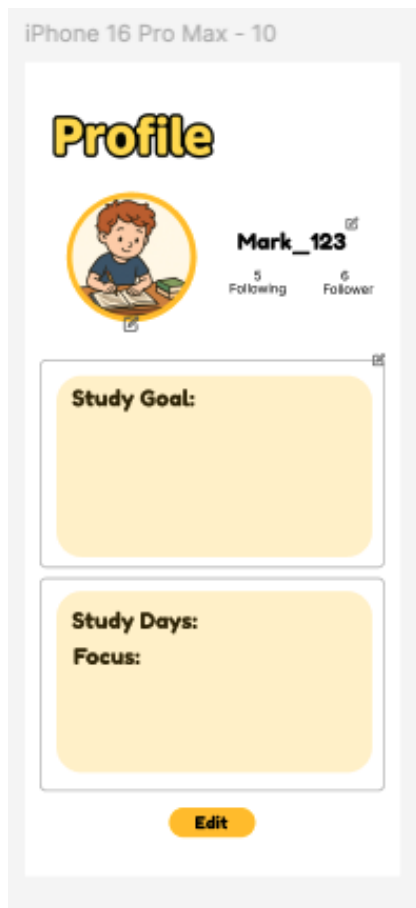 iPhone 16 Pro Max - 10
Profile
Mark_123
5 6
Following Follower
Study Goal:
Study Days:
Focus:
Edit